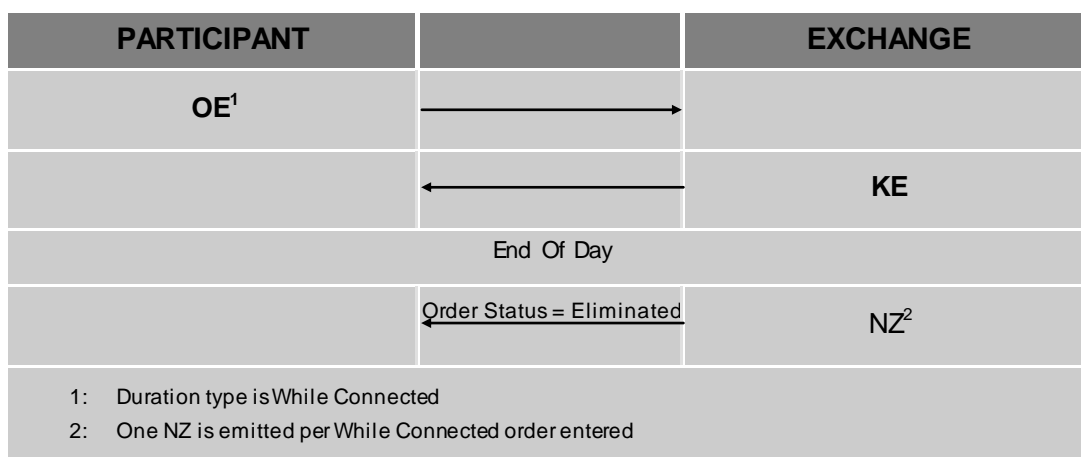 PARTICIPANT EXCHANGE
OE1
KE
End Of Day
Order Status = Eliminated NZ2
1: Duration type is While Connected
2: One NZ is emitted per While Connected order entered